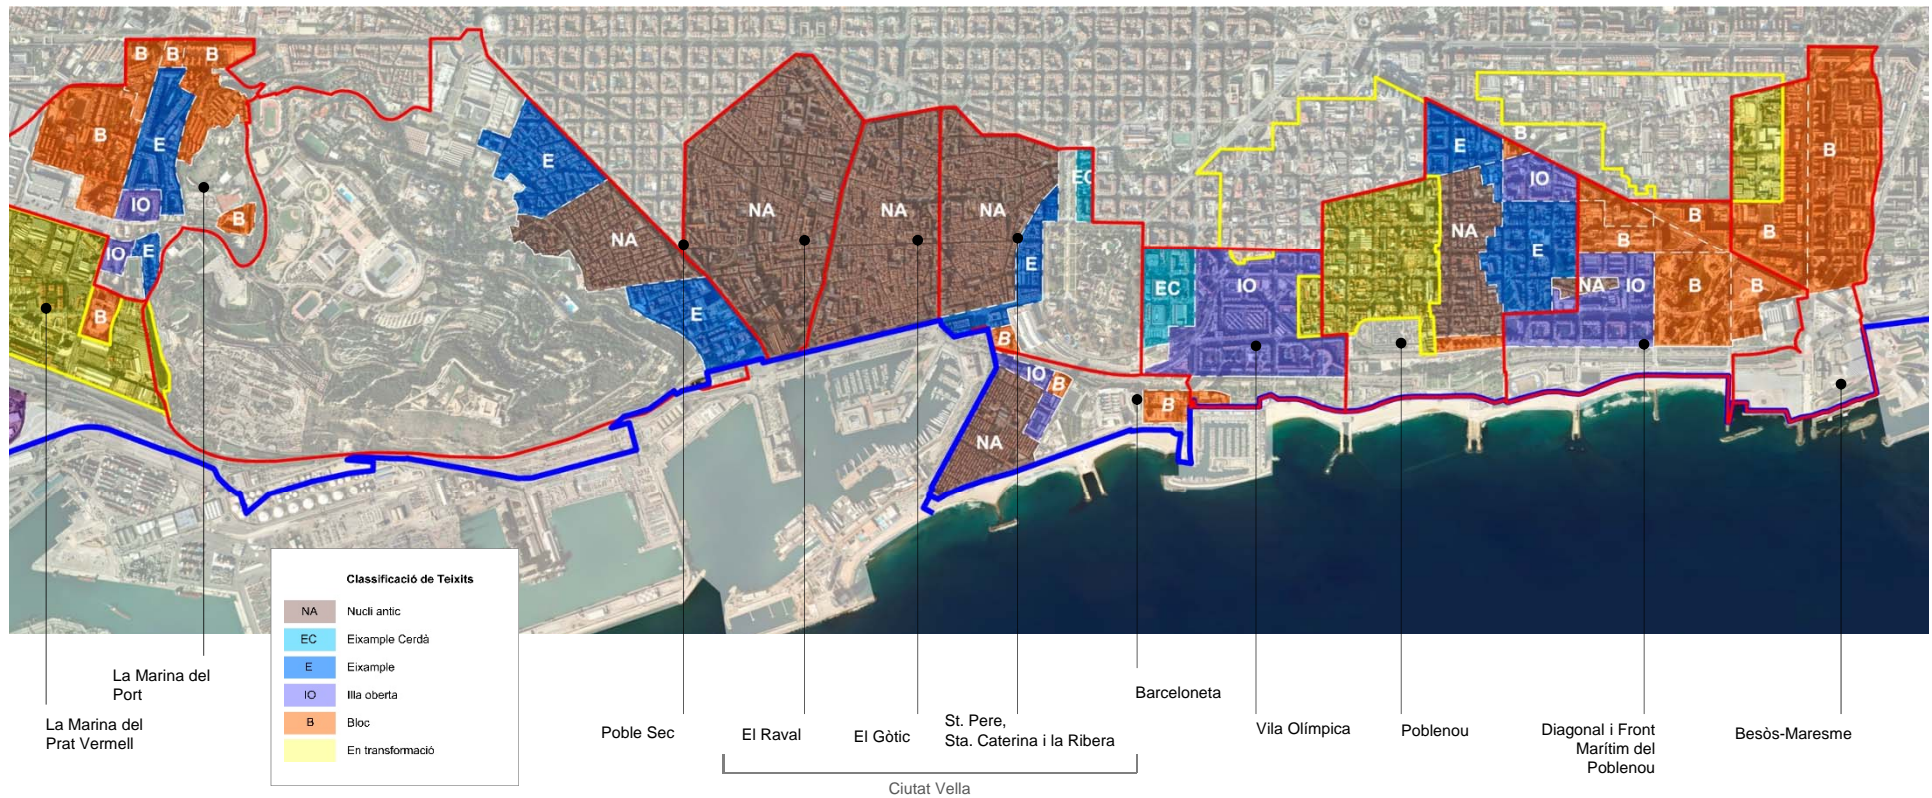 B
B
B
B
E
IO
B
IO
E
B
E
NA
E
NA
NA
NA
E
B
IO
B
NA
EC
B
EC
IO
E
B
IO
NA
E
B
B
NA
IO
B
B
B
B
Classificació de Teixits
NA Nucli antic
EC Eixample Cerdà
E Eixample
IO Illa oberta
B Bloc
En transformació
La Marina del
Port
La Marina del
Prat Vermell
Poble Sec
El Raval
El Gòtic
St. Pere,
Sta. Caterina i la Ribera
Barceloneta
Vila Olímpica
Poblenou
Diagonal i Front
Marítim del
Poblenou
Besòs-Maresme
Ciutat Vella